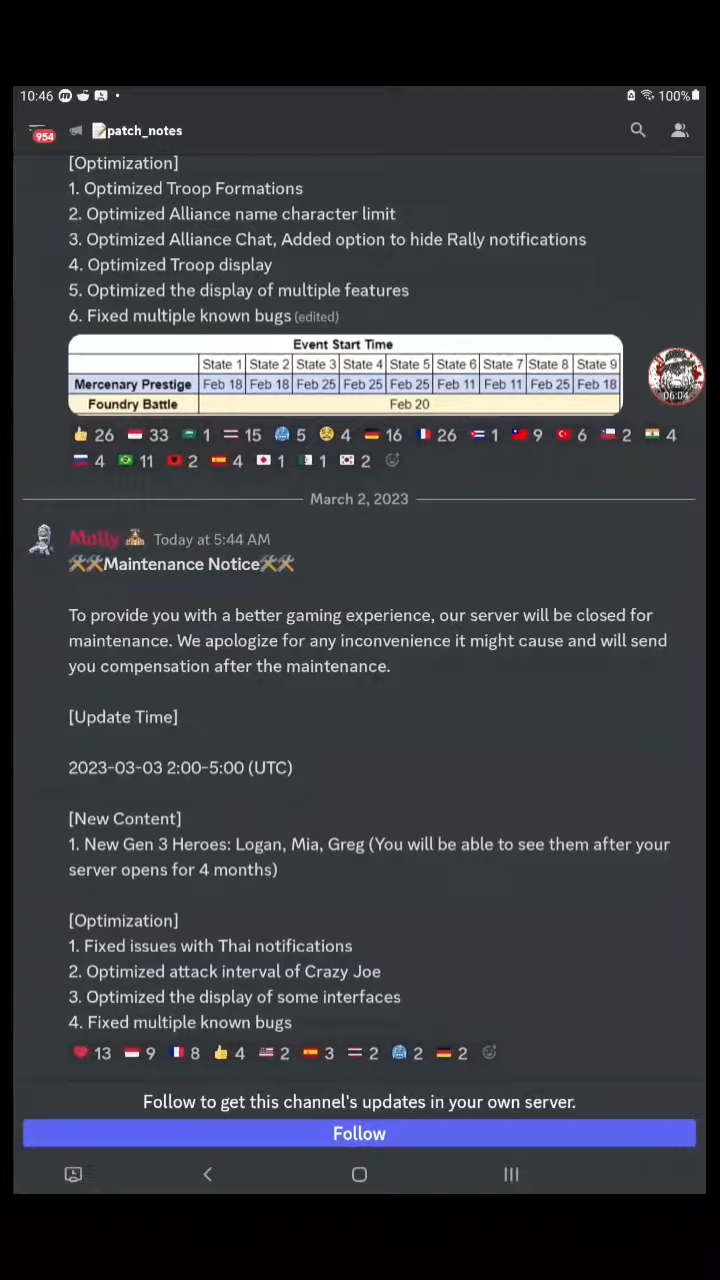 10:46
100%
954
patch_notes
[Optimization]
1. Optimized Troop Formations
2. Optimized Alliance name character limit
3. Optimized Alliance Chat, Added option to hide Rally notifications
4. Optimized Troop display
5. Optimized the display of multiple features
6. Fixed multiple known bugs (edited)
Event Start Time
State 1 State 2 State 3 State 4 State 5 State 6 State 7 State 8 State 9
Mercenary Prestige Feb 18 Feb 18 Feb 25 Feb 25 Feb 25 Feb 11 Feb 11 Feb 25 Feb 18
Foundry Battle Feb 20
06:04
26 33 1 15 5 4 16 26 1 9 6 2 4
4 11 2 4 1 1 2
March 2, 2023
Molly Today at 5:44 AM
Maintenance Notice
To provide you with a better gaming experience, our server will be closed for
maintenance. We apologize for any inconvenience it might cause and will send
you compensation after the maintenance.
[Update Time]
2023-03-03 2:00-5:00 (UTC)
[New Content]
1. New Gen 3 Heroes: Logan, Mia, Greg (You will be able to see them after your
server opens for 4 months)
[Optimization]
1. Fixed issues with Thai notifications
2. Optimized attack interval of Crazy Joe
3. Optimized the display of some interfaces
4. Fixed multiple known bugs
13 9 8 4 2 3 2 2 2
Follow to get this channel's updates in your own server.
Follow